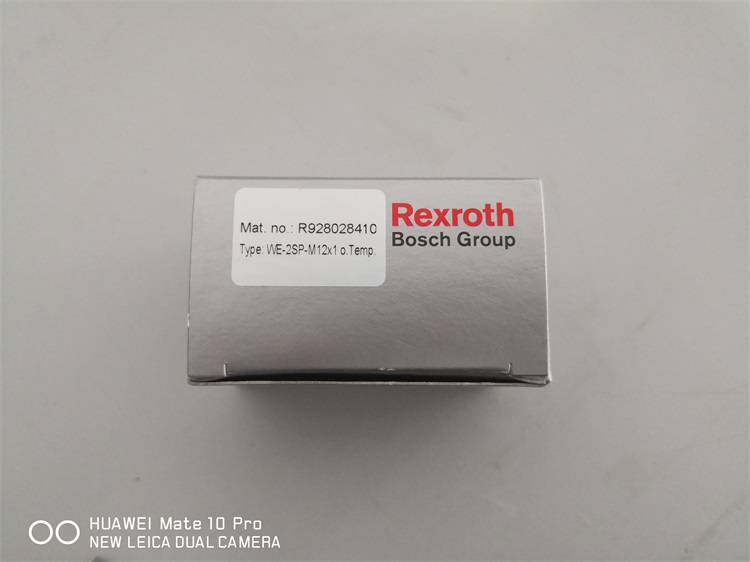 Mat. no.: R928028410
Type: WE-2SP-M12x1 o.Temp.
Rexroth
Bosch Group
HUAWEI Mate 10 Pro
NEW LEICA DUAL CAMERA